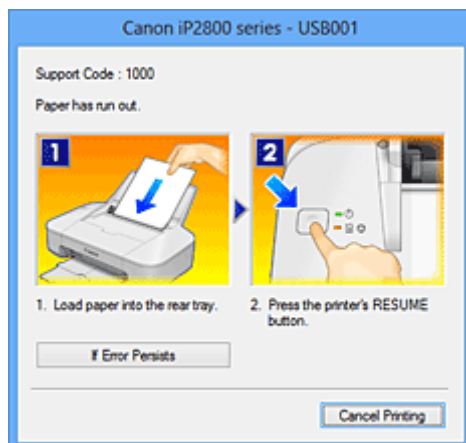 Canon iP2800 series - USB001
Support Code : 1000
Paper has run out.
1
2
1. Load paper into the rear tray.
2. Press the printer's RESUME
button.
If Error Persists
Cancel Printing